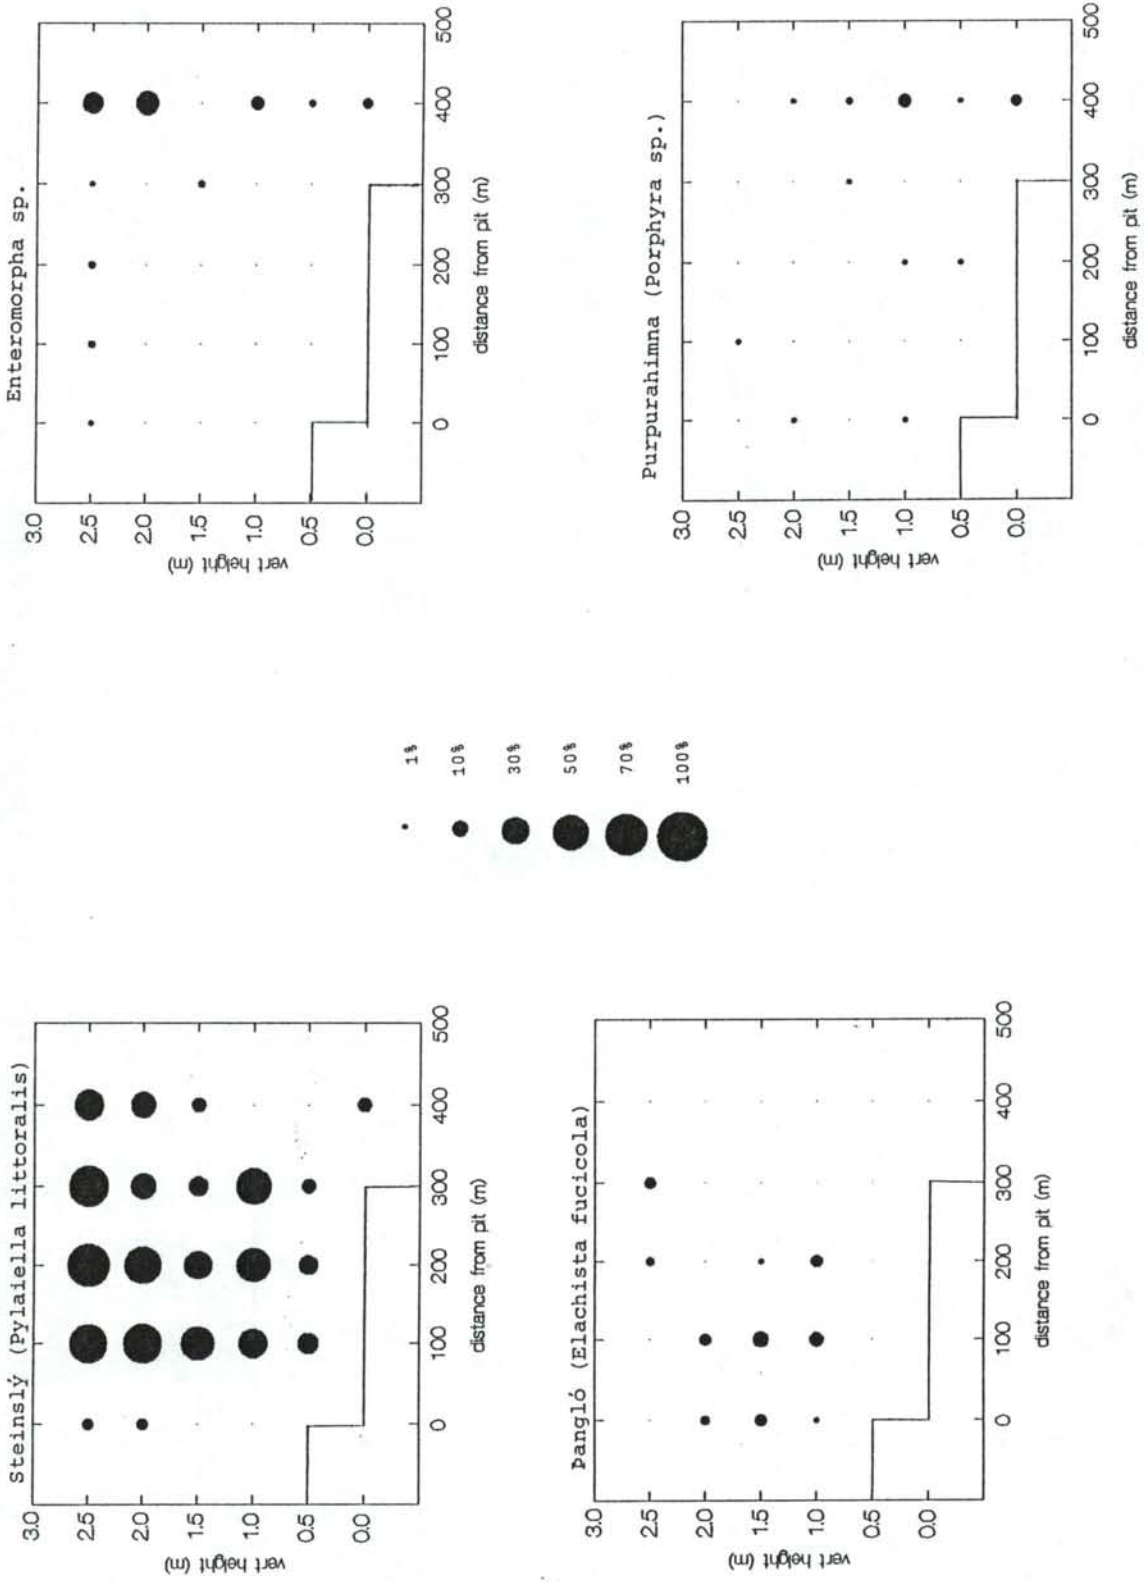 Steinslý (Pylaiella littoralis)
3.0
2.5
2.0
1.5
1.0
0.5
0.0
vert height (m)
0 100 200 300 400 500
distance from pit (m)
Enteromorpha sp.
3.0
2.5
2.0
1.5
1.0
0.5
0.0
vert height (m)
0 100 200 300 400 500
distance from pit (m)
1%
10%
30%
50%
70%
100%
Þangló (Elachista fucicola)
3.0
2.5
2.0
1.5
1.0
0.5
0.0
vert height (m)
0 100 200 300 400 500
distance from pit (m)
Purpurahimna (Porphyra sp.)
3.0
2.5
2.0
1.5
1.0
0.5
0.0
vert height (m)
0 100 200 300 400 500
distance from pit (m)